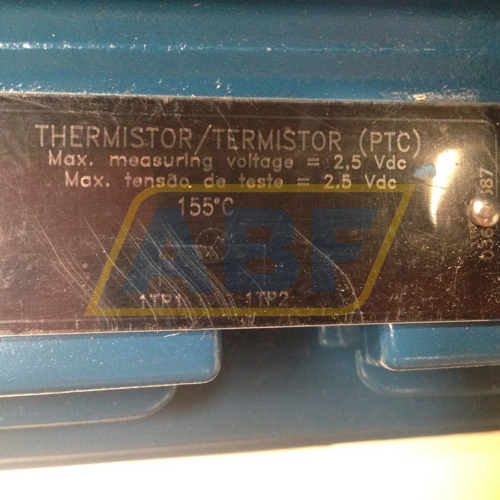 THERMISTOR/TERMISTOR (PTC)
Max. measuring voltage = 2,5 Vdc
Max. tensão de teste = 2.5 Vdc
155°C
ABF
1TP1 1TP2